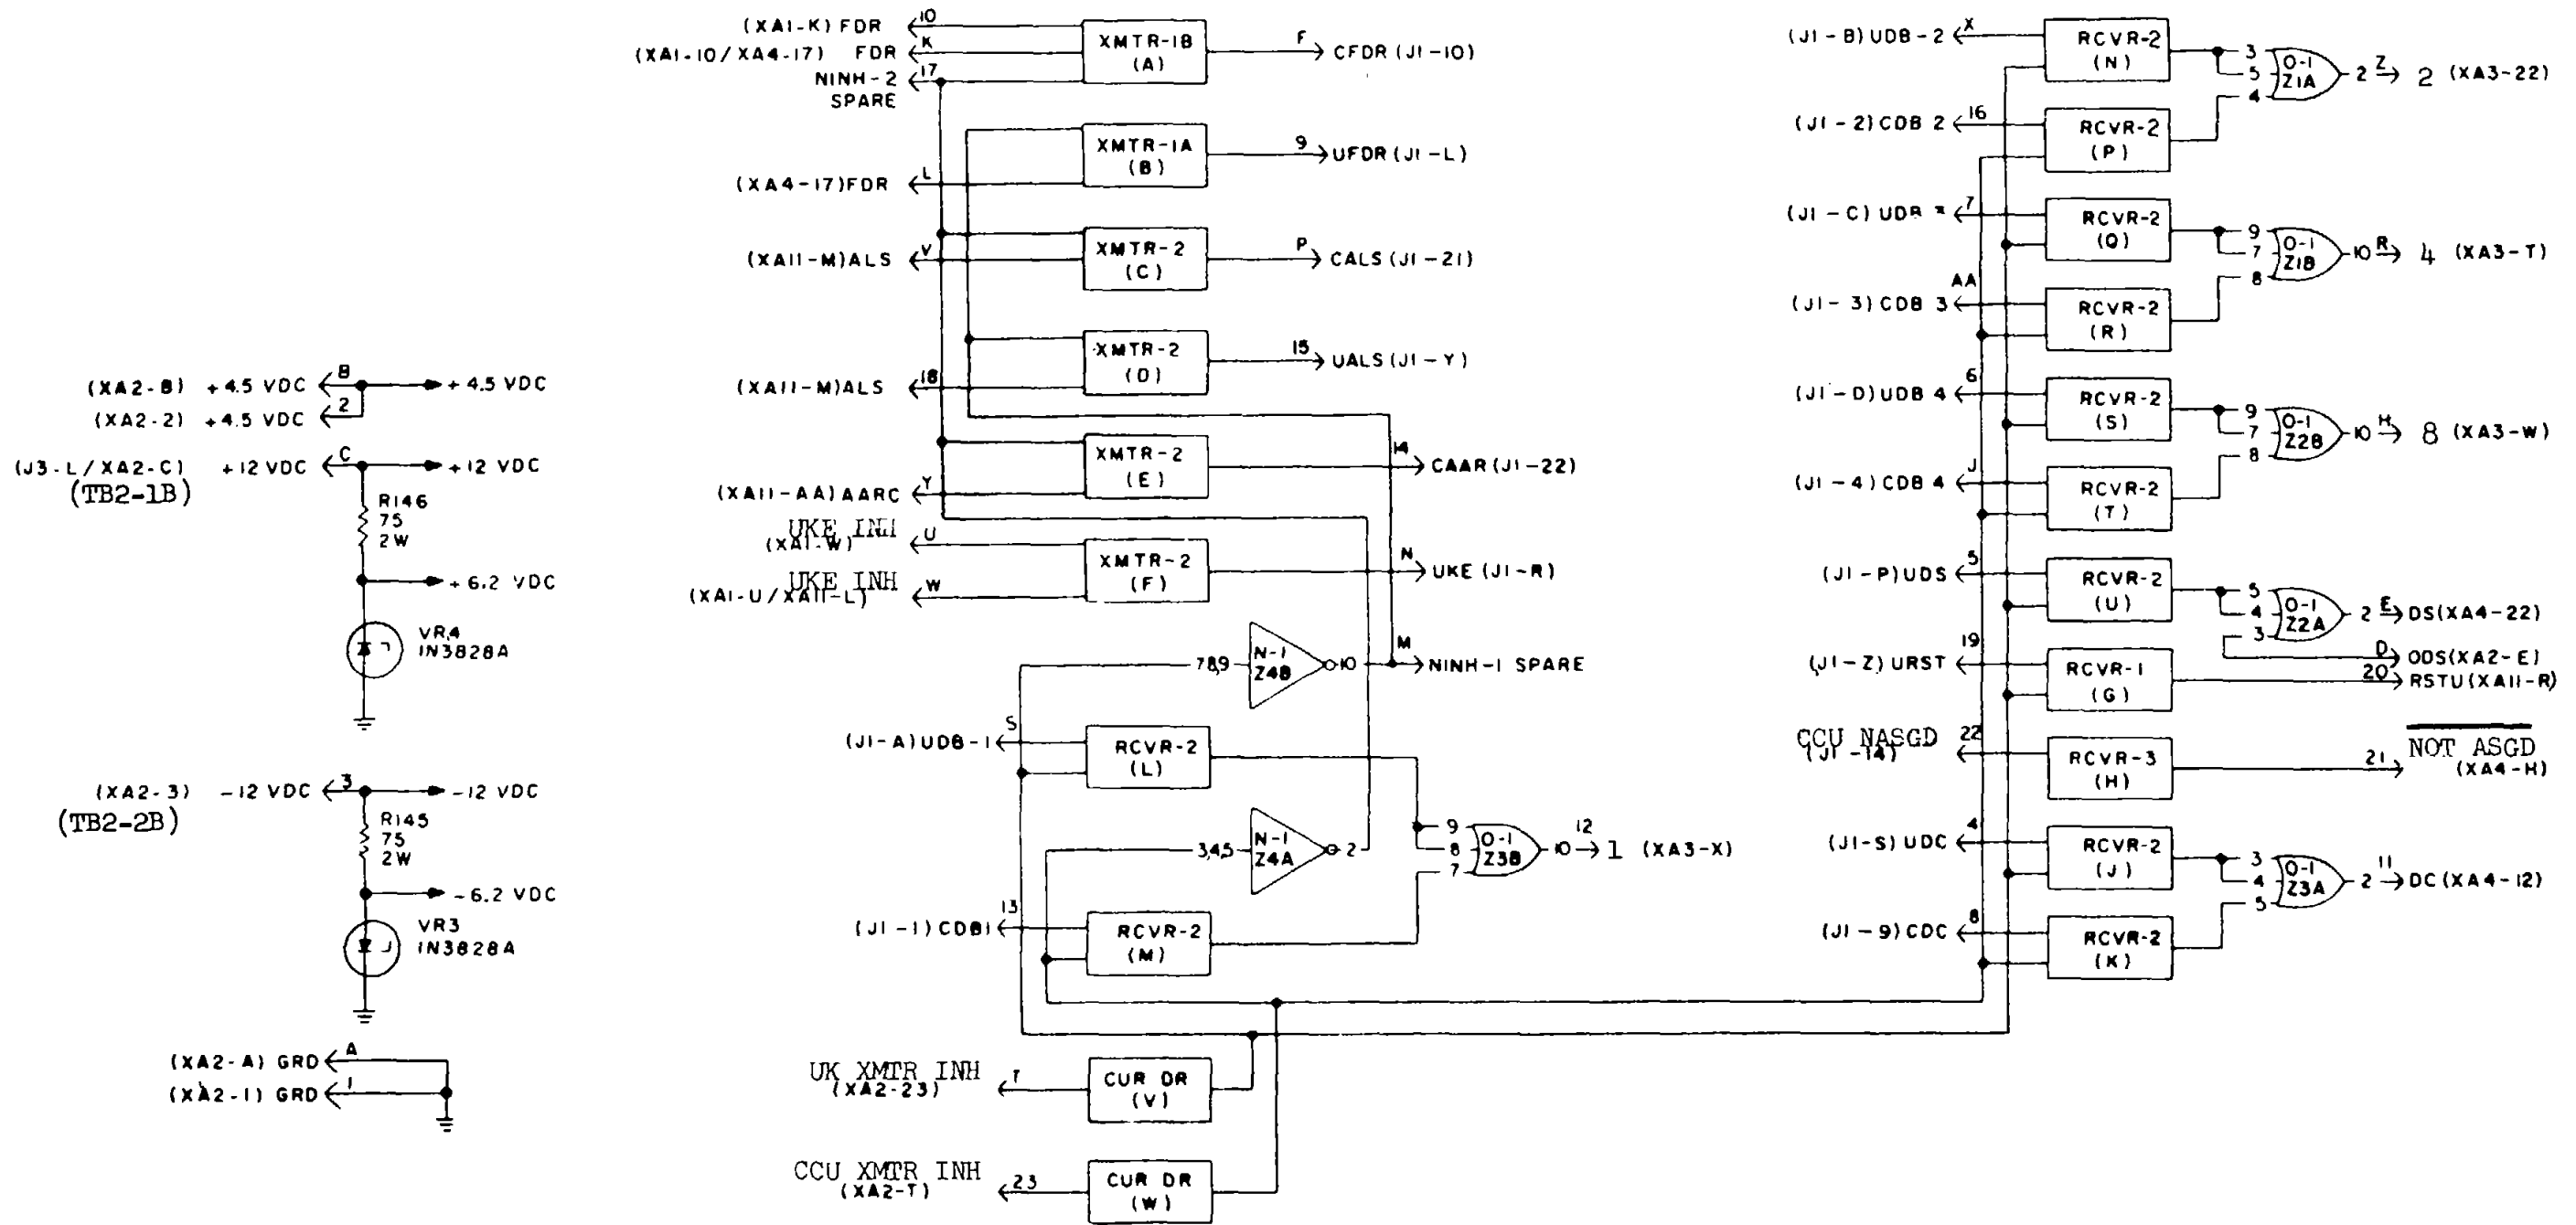 (XA2-B) +4.5 VDC B +4.5 VDC
(XA2-2) +4.5 VDC 2
(J3-L/XA2-C) +12 VDC C +12 VDC
(TB2-1B)
R146
75
2W
+6.2 VDC
VR4
1N3828A
(XA2-3) -12 VDC 3 -12 VDC
(TB2-2B)
R145
75
2W
-6.2 VDC
VR3
1N3828A
(XA2-A) GRD A
(XA2-1) GRD 1
(XA1-K) FDR 10
(XA1-10/XA4-17) FDR K
NINH-2 17
SPARE
XMTR-1B
(A)
F CFDR (J1-10)
XMTR-1A
(B)
9 UFDR (J1-L)
(XA4-17) FDR L
XMTR-2
(C)
P CALS (J1-21)
(XA11-M) ALS V
XMTR-2
(D)
15 UALS (J1-Y)
(XA11-M) ALS 18
XMTR-2
(E)
14 CAAR (J1-22)
(XA11-AA) AARC Y
UKE INH
(XA1-W) U
XMTR-2
(F)
N UKE (J1-R)
UKE INH
(XA1-U/XA11-L) W
7,8,9 N-1
Z4B
10 M NINH-1 SPARE
(J1-A) UDB-1 S
RCVR-2
(L)
3,4,5 N-1
Z4A
2
9
8
7
O-1
Z3B
10 12 1 (XA3-X)
(J1-1) CDB1 13
RCVR-2
(M)
UK XMTR INH
(XA2-23) T
CUR DR
(V)
CCU XMTR INH
(XA2-T) 23
CUR DR
(W)
(J1-B) UDB-2 X
RCVR-2
(N)
3
5
4
O-1
Z1A
2 Z 2 (XA3-22)
(J1-2) CDB 2 16
RCVR-2
(P)
(J1-C) UDB 7
RCVR-2
(Q)
9
7
8
O-1
Z1B
10 R 4 (XA3-T)
(J1-3) CDB 3 AA
RCVR-2
(R)
(J1-D) UDB 4 6
RCVR-2
(S)
9
7
8
O-1
Z2B
10 H 8 (XA3-W)
(J1-4) CDB 4 J
RCVR-2
(T)
(J1-P) UDS 5
RCVR-2
(U)
5
4
3
O-1
Z2A
2 E DS (XA4-22)
D ODS (XA2-E)
(J1-Z) URST 19
RCVR-1
(G)
20 RSTU (XA11-R)
CCU NASGD 22
(J1-14)
RCVR-3
(H)
21 NOT ASGD
(XA4-H)
(J1-S) UDC 4
RCVR-2
(J)
3
4
5
O-1
Z3A
2 11 DC (XA4-12)
(J1-9) CDC 8
RCVR-2
(K)